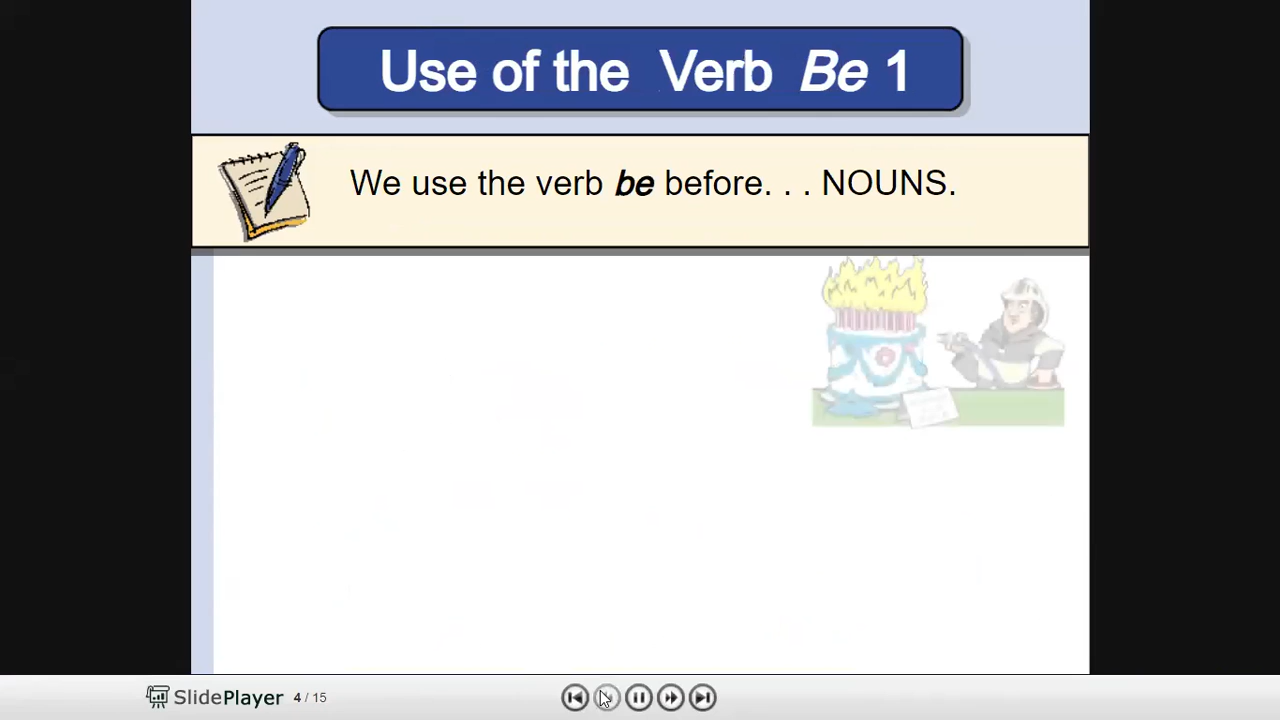 Use of the Verb Be 1
We use the verb be before. . . NOUNS.
SlidePlayer 4 / 15